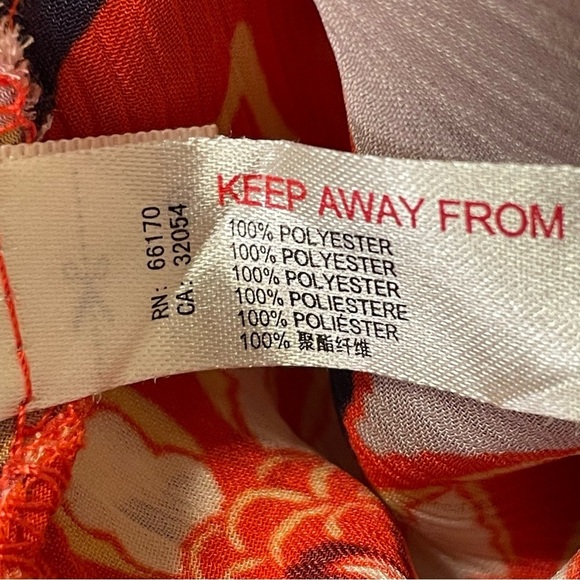 RN: 66170
CA: 32054
KEEP AWAY FROM
100% POLYESTER
100% POLYESTER
100% POLYESTER
100% POLIESTERE
100% POLIÉSTER
100% 聚酯纤维